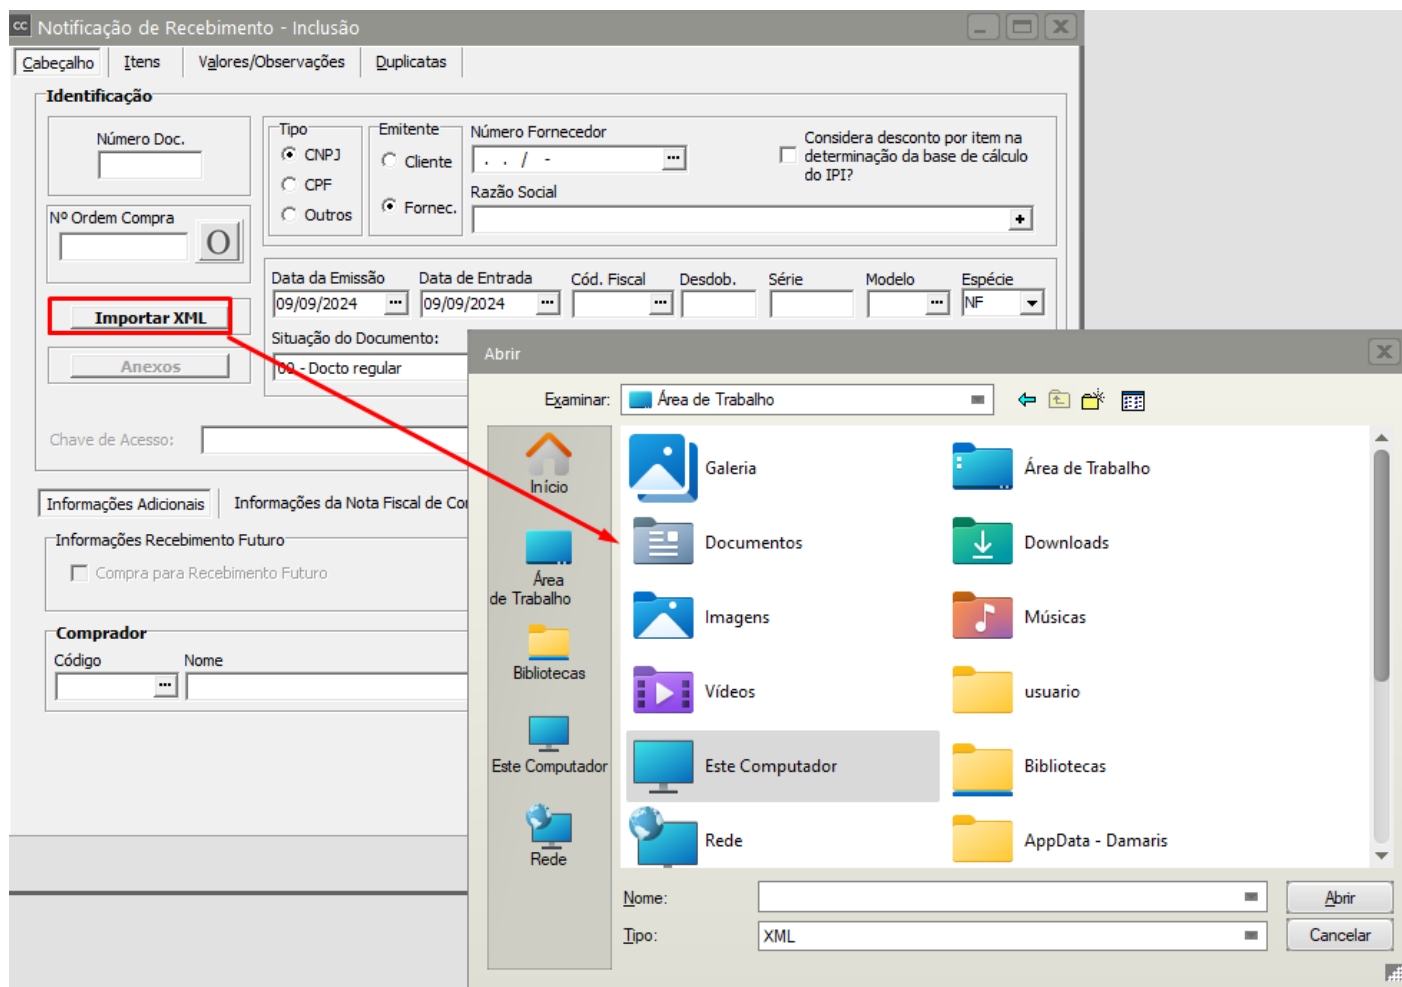 cc Notificação de Recebimento - Inclusão
Cabeçalho Itens Valores/Observações Duplicatas
Identificação
Número Doc.
Tipo
CNPJ
CPF
Outros
Emitente
Cliente
Fornec.
Número Fornecedor
. . / -
Considera desconto por item na
determinação da base de cálculo
do IPI?
Razão Social
Nº Ordem Compra
O
Data da Emissão Data de Entrada Cód. Fiscal Desdob. Série Modelo Espécie
09/09/2024 09/09/2024 NF
Importar XML
Situação do Documento:
00 - Docto regular
Anexos
Chave de Acesso:
Informações Adicionais Informações da Nota Fiscal de Co
Informações Recebimento Futuro
Compra para Recebimento Futuro
Comprador
Código Nome
Abrir
Examinar: Área de Trabalho
Início
Área
de Trabalho
Bibliotecas
Este Computador
Rede
Galeria Área de Trabalho
Documentos Downloads
Imagens Músicas
Vídeos usuario
Este Computador Bibliotecas
Rede AppData - Damaris
Nome: Abrir
Tipo: XML Cancelar